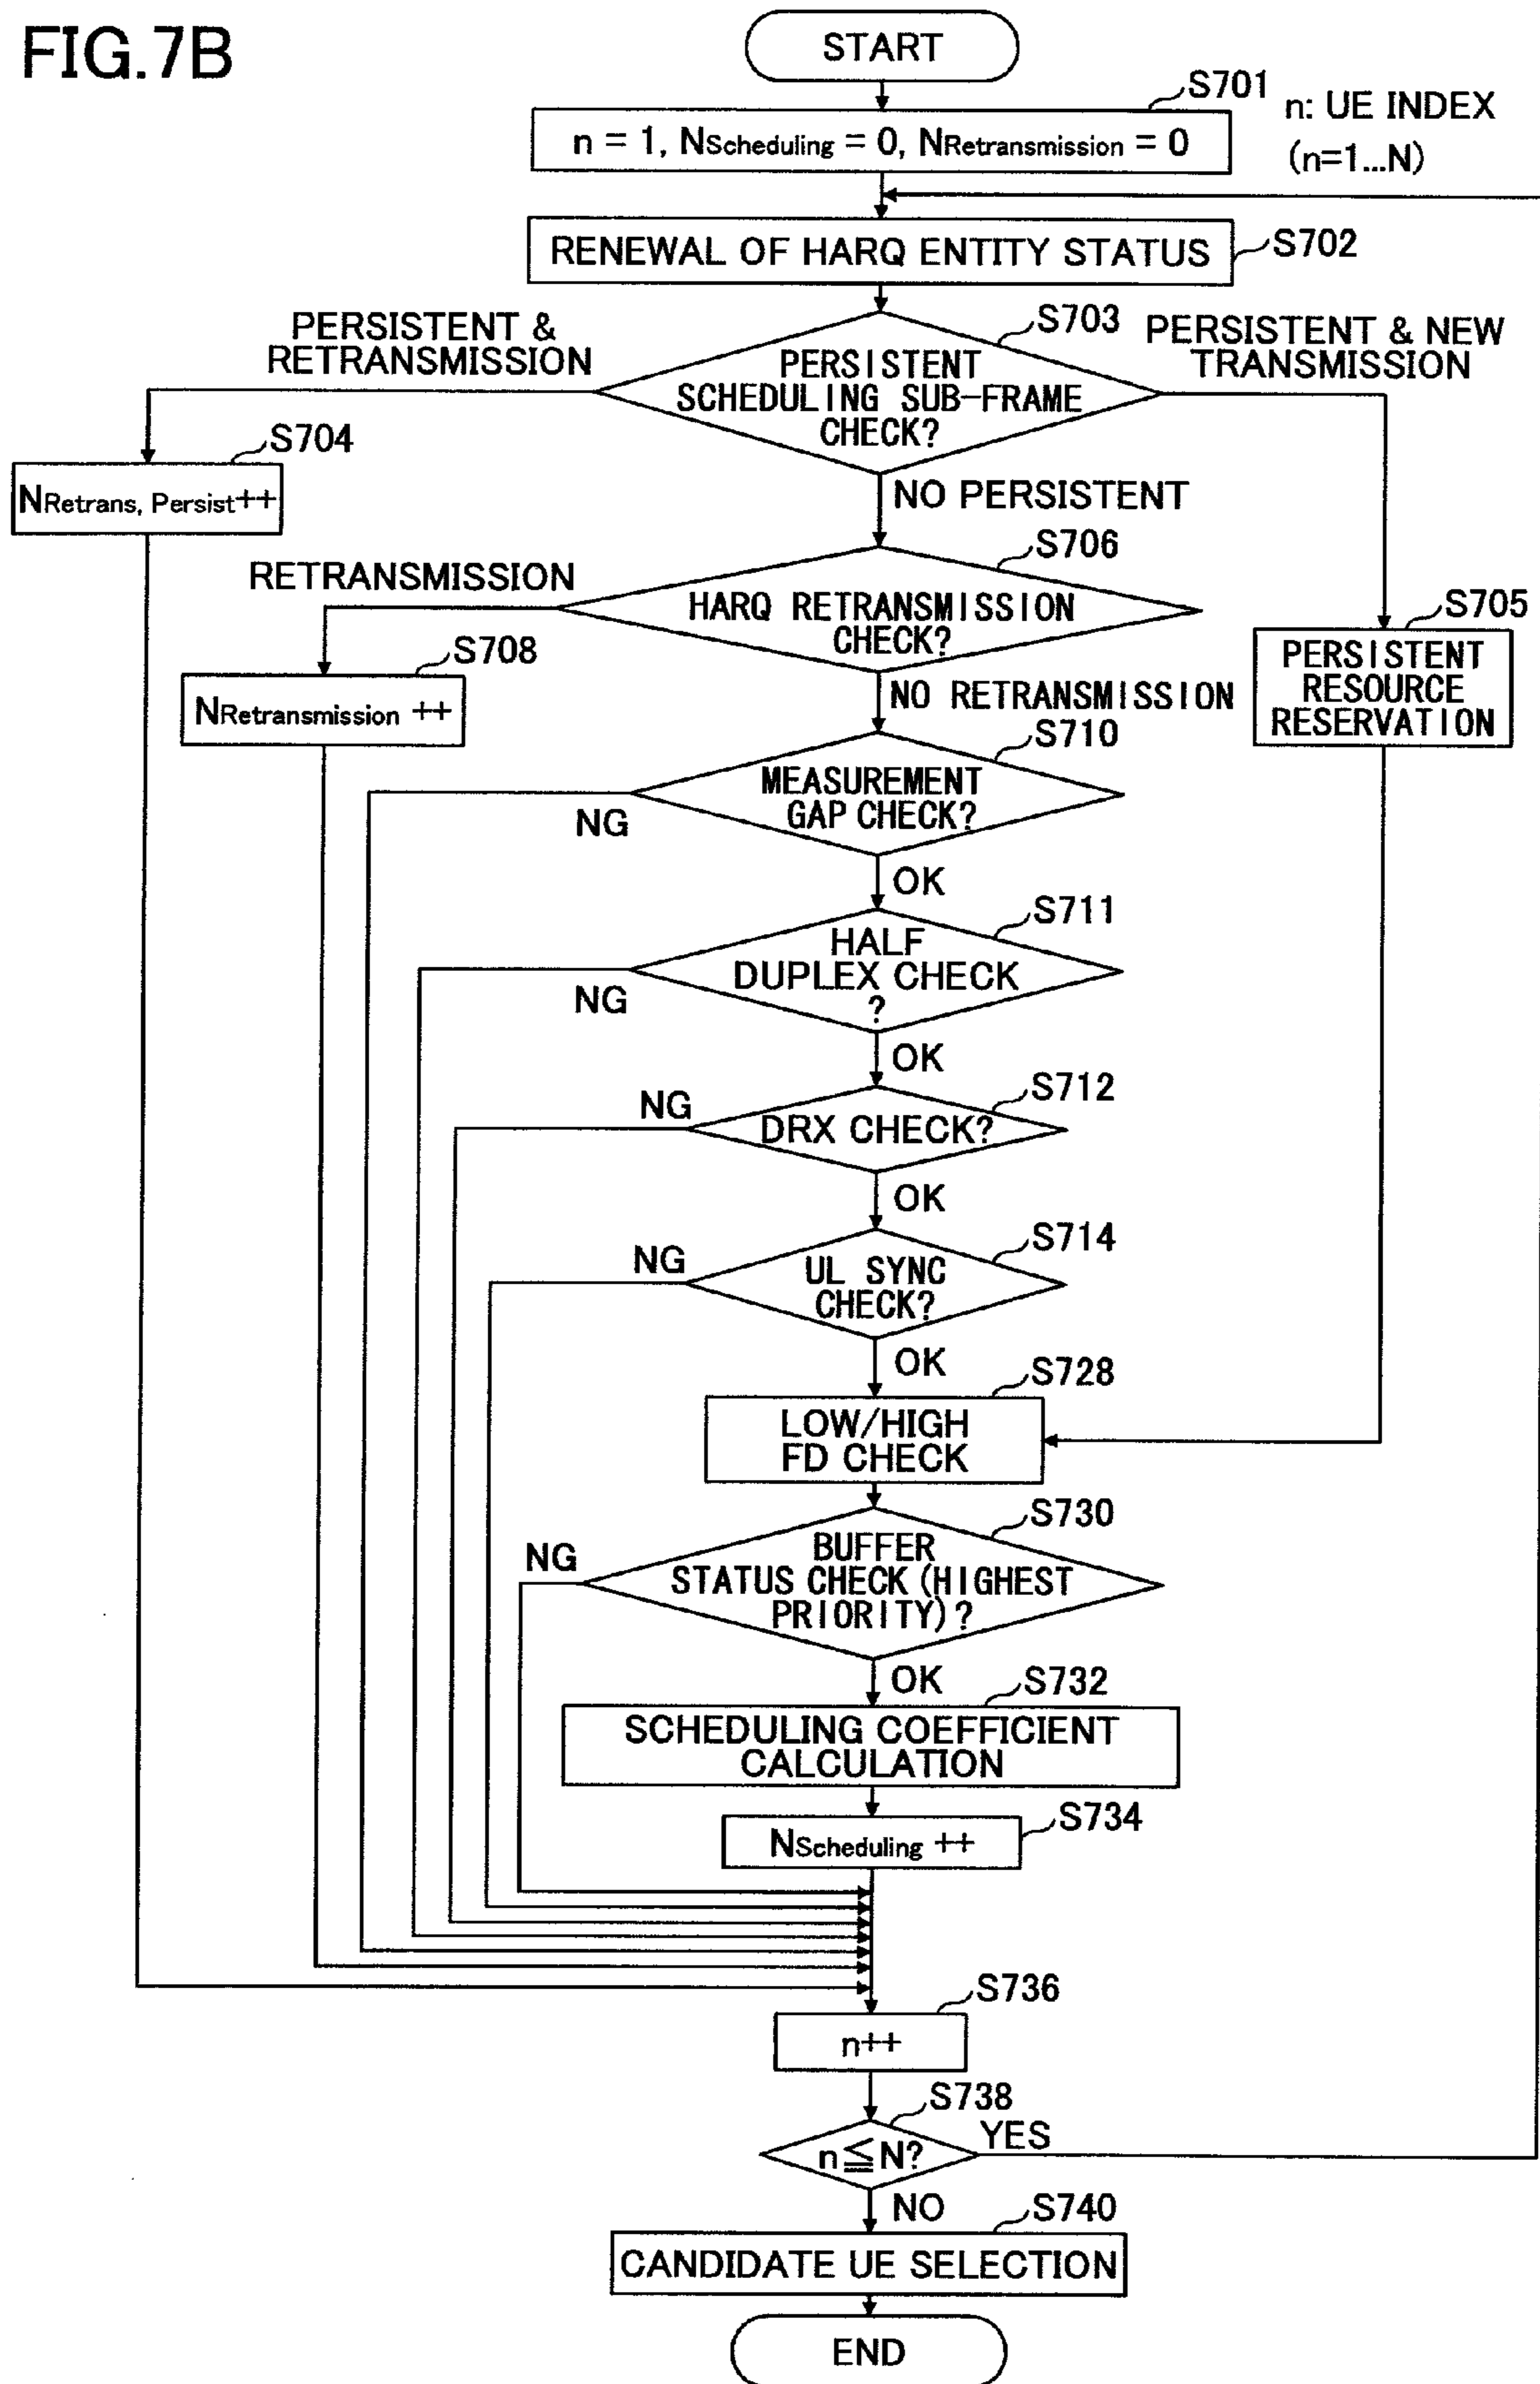 FIG.7B
START
S701
n = 1, NScheduling = 0, NRetransmission = 0
n: UE INDEX
(n=1...N)
RENEWAL OF HARQ ENTITY STATUS
S702
PERSISTENT &
RETRANSMISSION
S703
PERSISTENT & NEW
TRANSMISSION
PERSISTENT
SCHEDULING SUB-FRAME
CHECK?
S704
NRetrans, Persist++
NO PERSISTENT
S706
RETRANSMISSION
HARQ RETRANSMISSION
CHECK?
S705
PERSISTENT
RESOURCE
RESERVATION
S708
NRetransmission ++
NO RETRANSMISSION
S710
MEASUREMENT
GAP CHECK?
NG
OK
S711
HALF
DUPLEX CHECK
?
NG
OK
S712
NG
DRX CHECK?
OK
S714
NG
UL SYNC
CHECK?
OK
S728
LOW/HIGH
FD CHECK
S730
NG
BUFFER
STATUS CHECK (HIGHEST
PRIORITY)?
OK
S732
SCHEDULING COEFFICIENT
CALCULATION
S734
NScheduling ++
S736
n++
S738
n≦N?
YES
NO
S740
CANDIDATE UE SELECTION
END